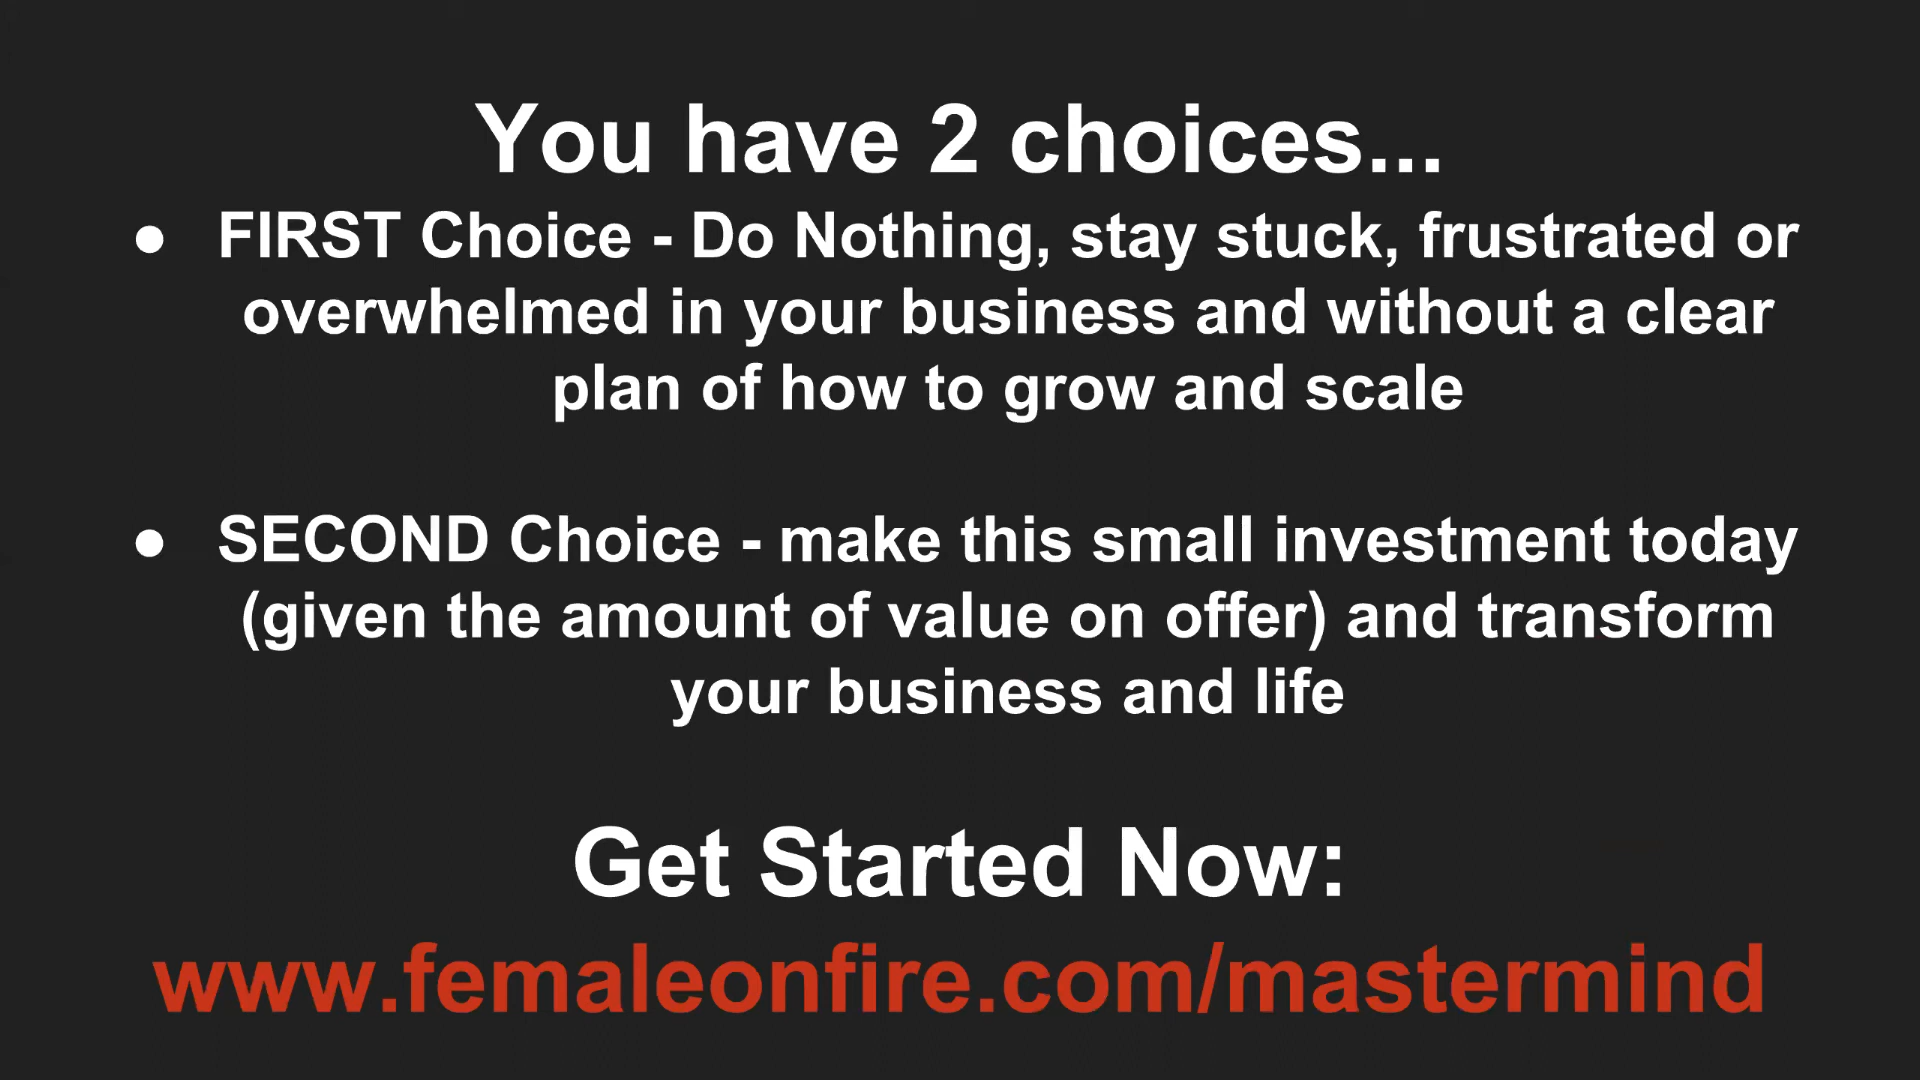 You have 2 choices...
● FIRST Choice - Do Nothing, stay stuck, frustrated or
overwhelmed in your business and without a clear
plan of how to grow and scale
● SECOND Choice - make this small investment today
(given the amount of value on offer) and transform
your business and life
Get Started Now:
www.femaleonfire.com/mastermind